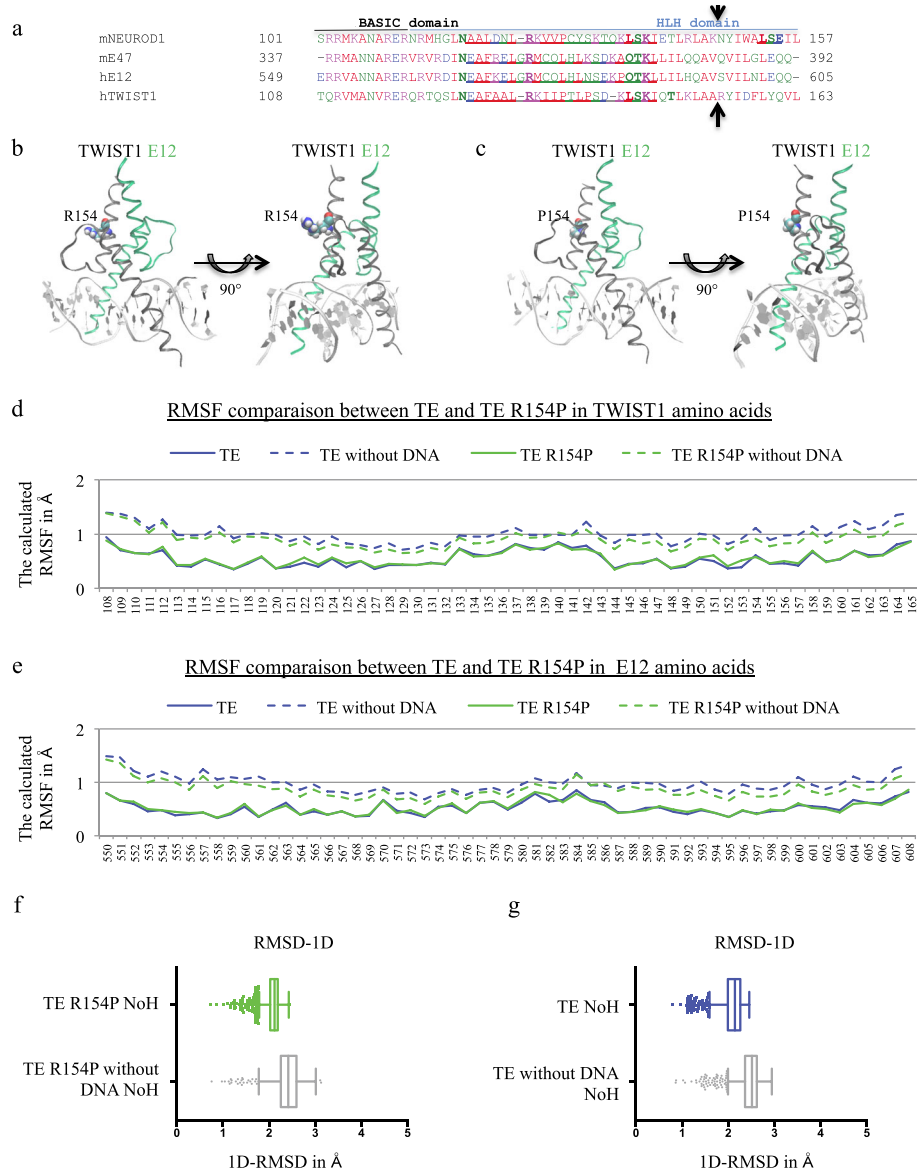 a
BASIC domain HLH domain
mNEUROD1 101 SRRMKANARERNRMHGLNAALDNL-RKVVPCYSKTQKLSKIETLRLAKNYIWALSEIL 157
mE47 337 -RRVANNARERVRVRDINEAFRELGRMCQLHLKSDKAQTKLLILQQAVQVILGLEQQ- 392
hE12 549 ERRVANNARERLRVRDINEAFKELGRMCQLHLNSEKPQTKLLILHQAVSVILNLEQQ- 605
hTWIST1 108 TQRVMANVRERQRTQSLNEAFAALRKIIPTLPSD-KLSKIQTLKLAARYIDFLYQVL 163
b
TWIST1 E12 TWIST1 E12
R154 R154
90°
c
TWIST1 E12 TWIST1 E12
P154 P154
90°
d
RMSF comparaison between TE and TE R154P in TWIST1 amino acids
TE TE without DNA TE R154P TE R154P without DNA
The calculated RMSF in Å
2
1
0
108 109 110 111 112 113 114 115 116 117 118 119 120 121 122 123 124 125 126 127 128 129 130 131 132 133 134 135 136 137 138 139 140 141 142 143 144 145 146 147 148 149 150 151 152 153 154 155 156 157 158 159 160 161 162 163 164 165
e
RMSF comparaison between TE and TE R154P in E12 amino acids
TE TE without DNA TE R154P TE R154P without DNA
The calculated RMSF in Å
2
1
0
550 551 552 553 554 555 556 557 558 559 560 561 562 563 564 565 566 567 568 569 570 571 572 573 574 575 576 577 578 579 580 581 582 583 584 585 586 587 588 589 590 591 592 593 594 595 596 597 598 599 600 601 602 603 604 605 606 607 608
f
RMSD-1D
TE R154P NoH
TE R154P without
DNA NoH
0 1 2 3 4 5
1D-RMSD in Å
g
RMSD-1D
TE NoH
TE without DNA
NoH
0 1 2 3 4 5
1D-RMSD in Å